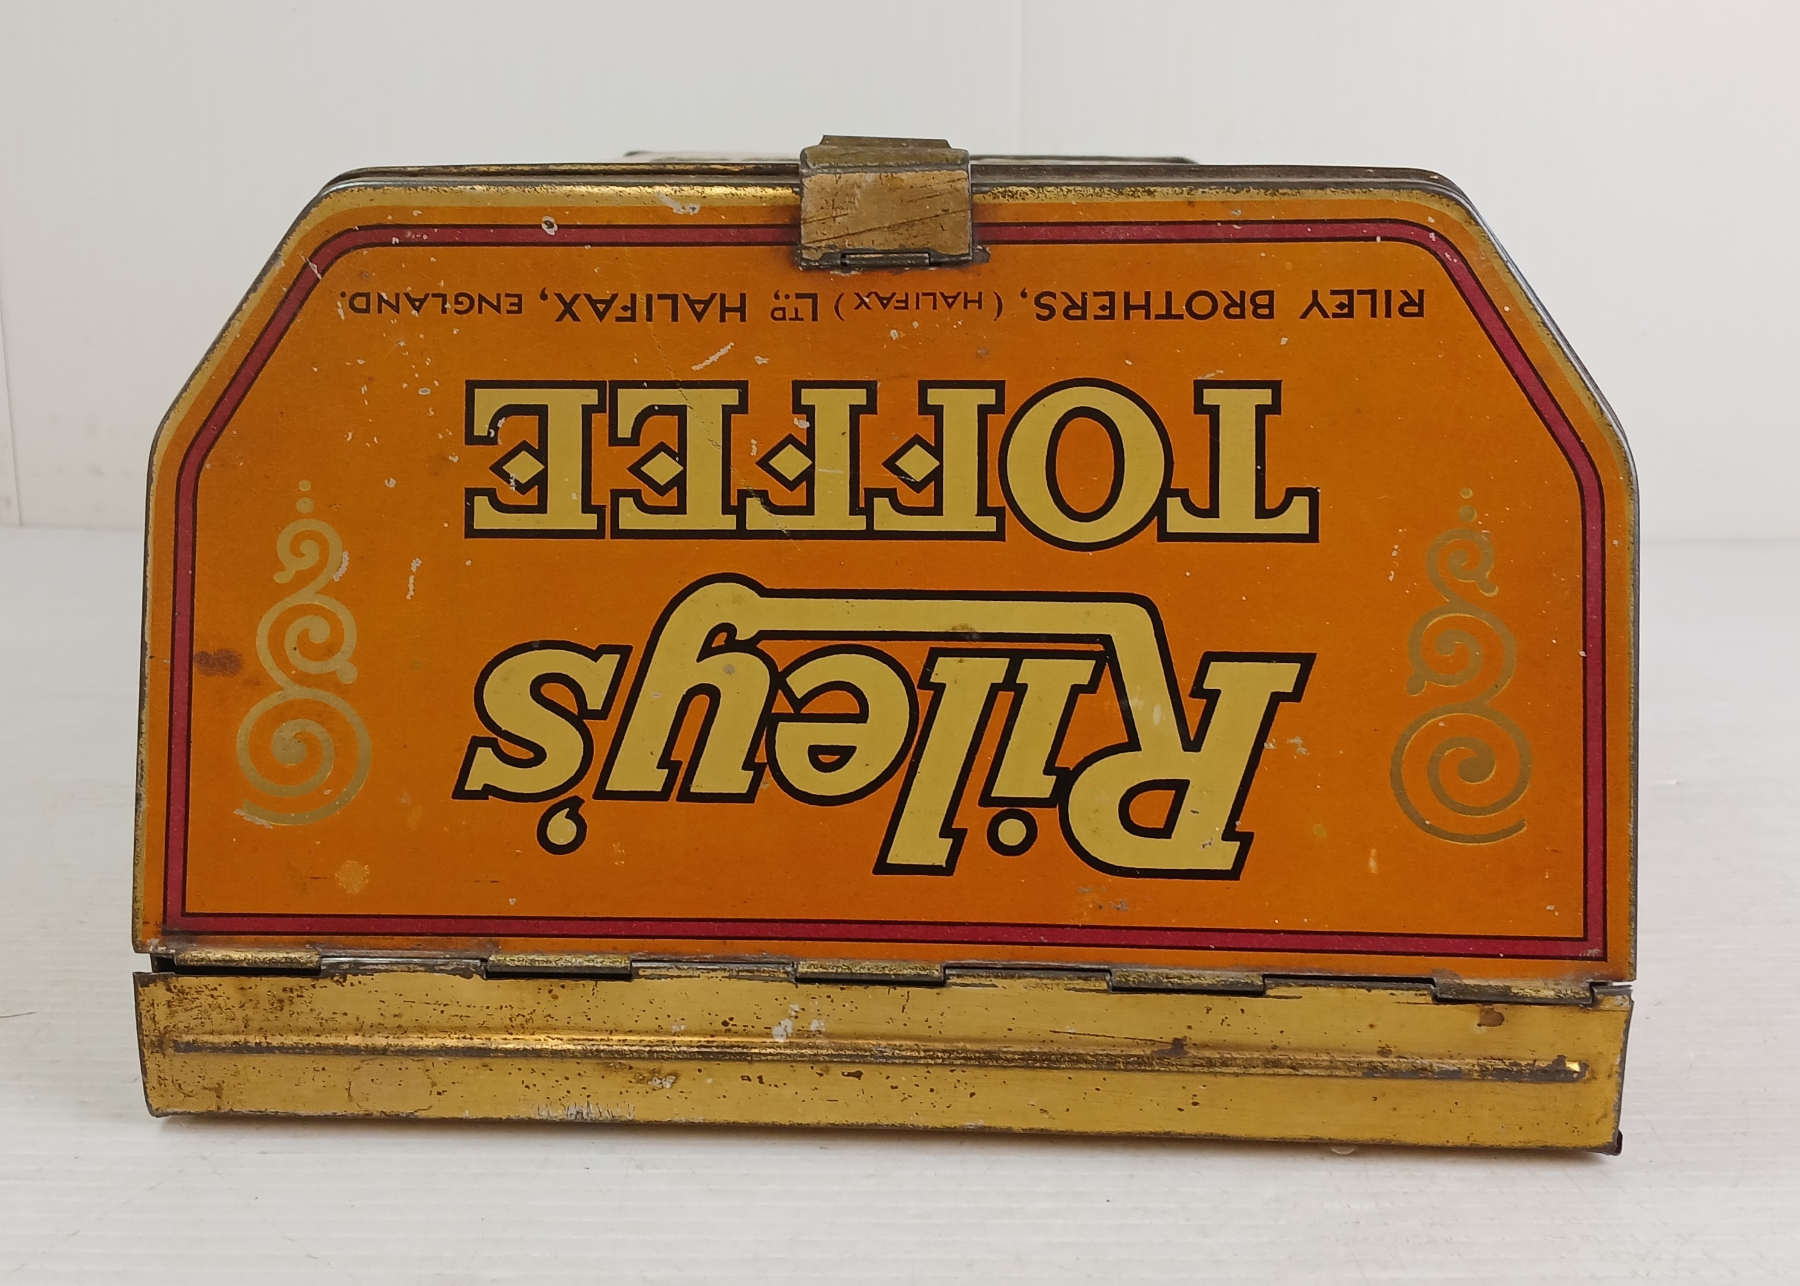 Riley's
TOFFEE
RILEY BROTHERS, (HALIFAX) LTD., HALIFAX, ENGLAND.